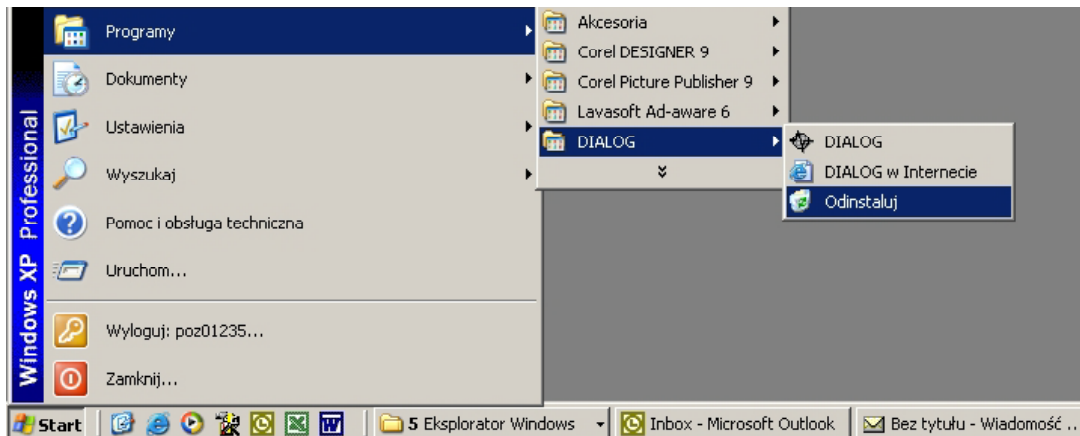 Windows XP Professional
Programy
Dokumenty
Ustawienia
Wyszukaj
Pomoc i obsługa techniczna
Uruchom...
Wyloguj: poz01235...
Zamknij...
Akcesoria
Corel DESIGNER 9
Corel Picture Publisher 9
Lavasoft Ad-aware 6
DIALOG
DIALOG
DIALOG w Internecie
Odinstaluj
Start
5 Eksplorator Windows
Inbox - Microsoft Outlook
Bez tytułu - Wiadomość ..